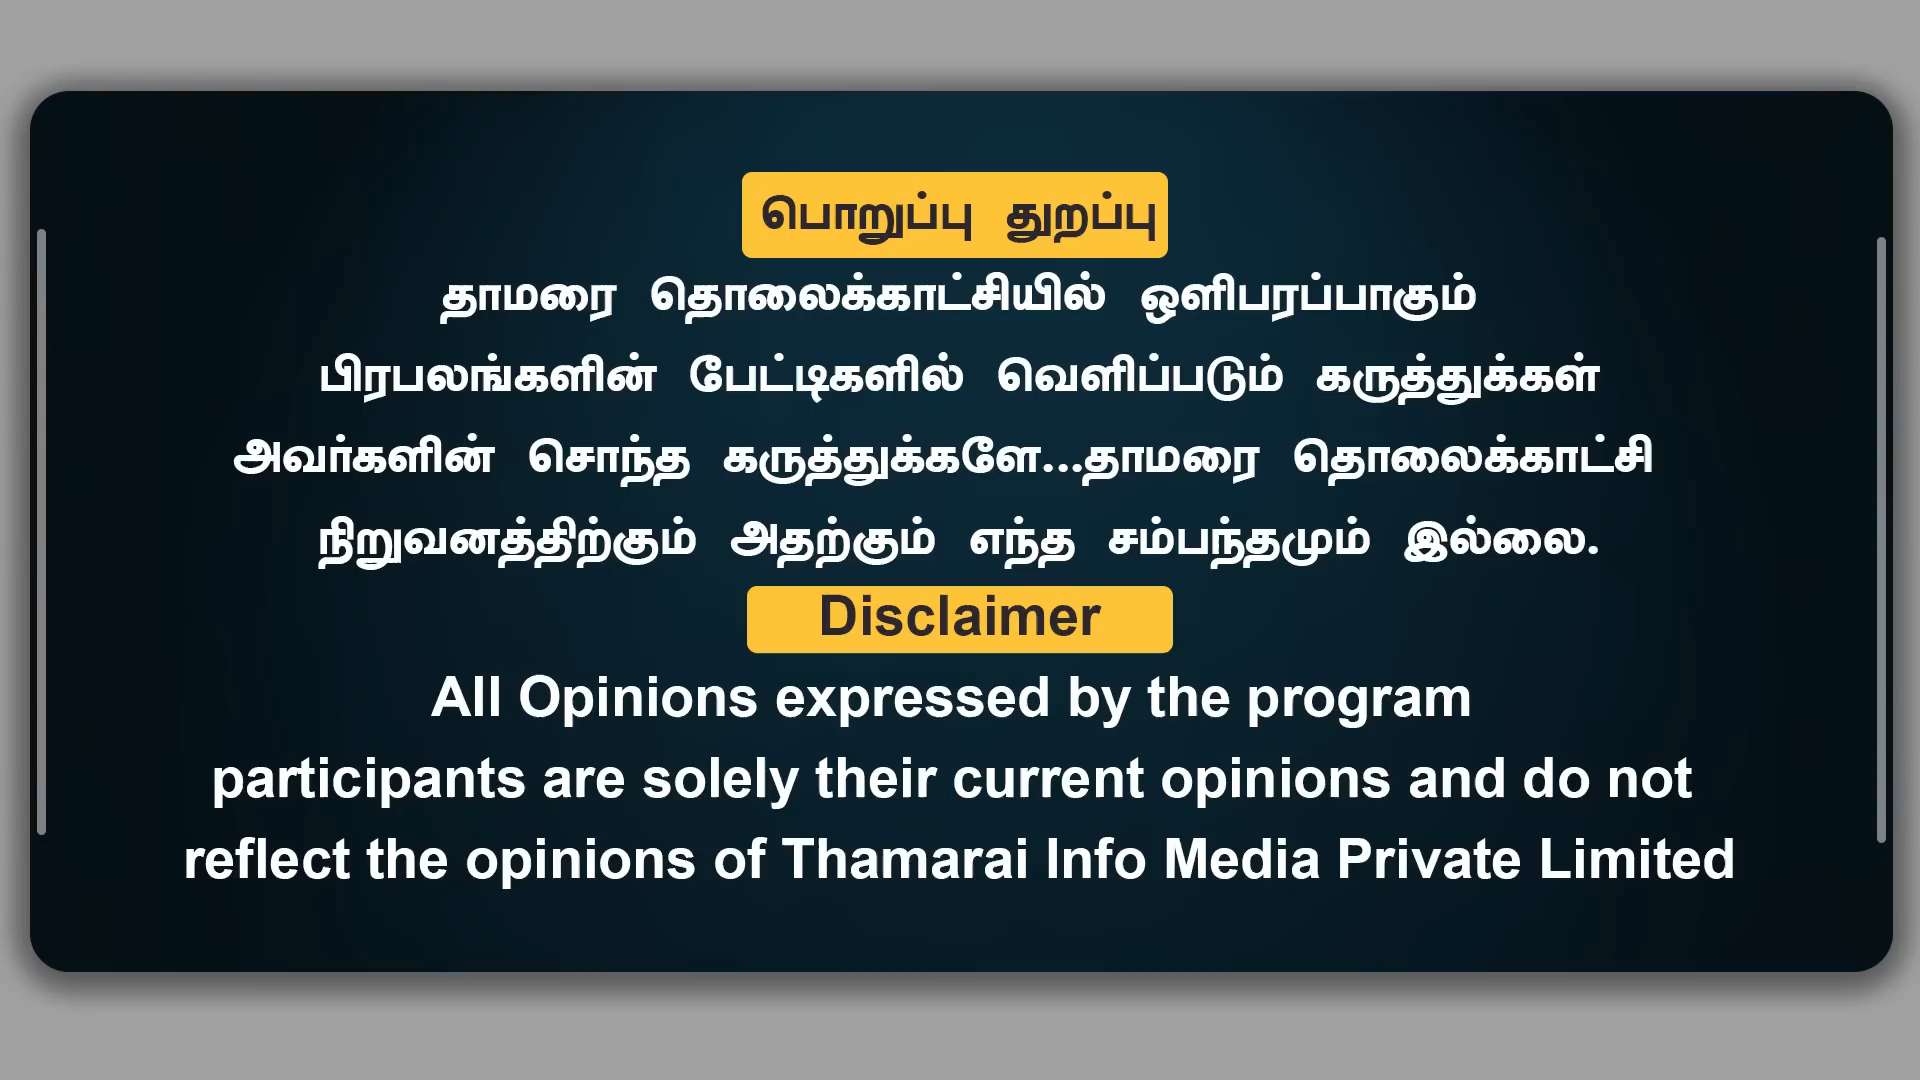 பொறுப்பு துறப்பு
தாமரை தொலைக்காட்சியில் ஒளிபரப்பாகும்
பிரபலங்களின் பேட்டிகளில் வெளிப்படும் கருத்துக்கள்
அவர்களின் சொந்த கருத்துக்களே...தாமரை தொலைக்காட்சி
நிறுவனத்திற்கும் அதற்கும் எந்த சம்பந்தமும் இல்லை.
Disclaimer
All Opinions expressed by the program
participants are solely their current opinions and do not
reflect the opinions of Thamarai Info Media Private Limited